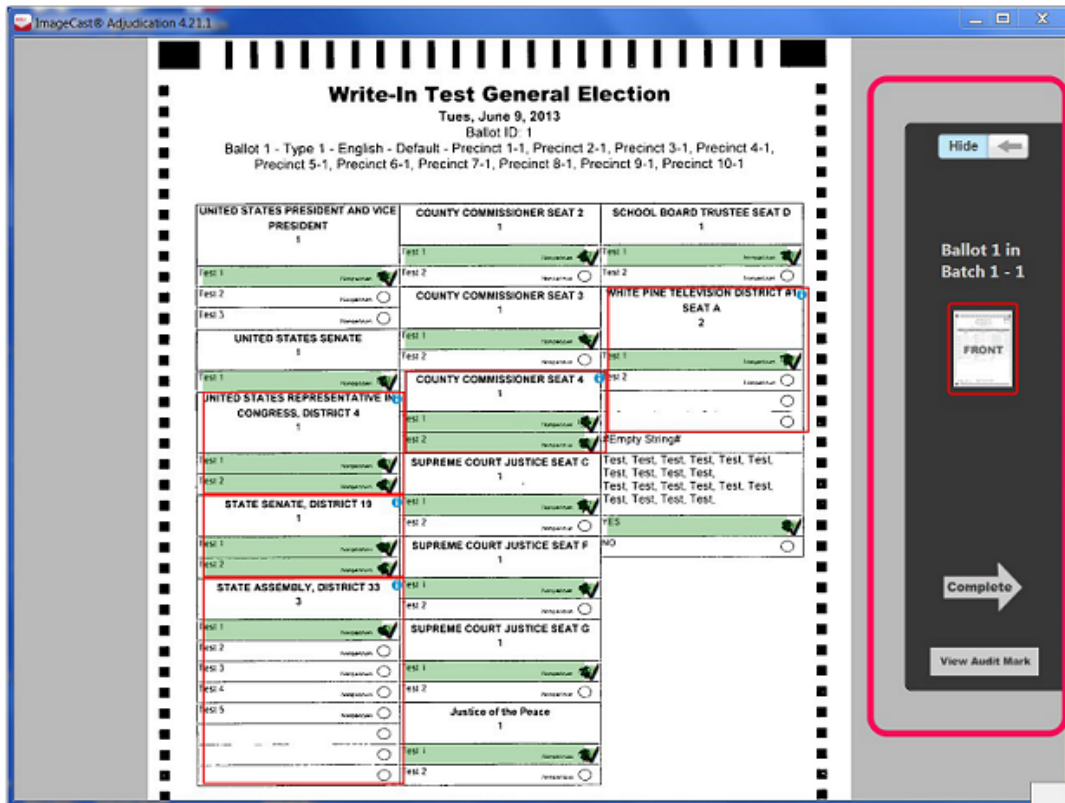 ImageCast® Adjudication 4.21.1
Write-In Test General Election
Tues, June 9, 2013
Ballot ID: 1
Ballot 1 - Type 1 - English - Default - Precinct 1-1, Precinct 2-1, Precinct 3-1, Precinct 4-1,
Precinct 5-1, Precinct 6-1, Precinct 7-1, Precinct 8-1, Precinct 9-1, Precinct 10-1
UNITED STATES PRESIDENT AND VICE
PRESIDENT
1
Test 1
Test 2
Test 3
UNITED STATES SENATE
1
Test 1
UNITED STATES REPRESENTATIVE IN
CONGRESS, DISTRICT 4
1
Test 1
Test 2
STATE SENATE, DISTRICT 19
1
Test 1
Test 2
STATE ASSEMBLY, DISTRICT 33
3
Test 1
Test 2
Test 3
Test 4
Test 5
COUNTY COMMISSIONER SEAT 2
1
Test 1
Test 2
COUNTY COMMISSIONER SEAT 3
1
Test 1
Test 2
COUNTY COMMISSIONER SEAT 4
1
Test 1
Test 2
SUPREME COURT JUSTICE SEAT C
1
Test 1
Test 2
SUPREME COURT JUSTICE SEAT F
1
Test 1
Test 2
SUPREME COURT JUSTICE SEAT G
1
Test 1
Test 2
Justice of the Peace
1
Test 1
Test 2
SCHOOL BOARD TRUSTEE SEAT D
1
Test 1
Test 2
WHITE PINE TELEVISION DISTRICT #1
SEAT A
2
Test 1
Test 2
#Empty String#
Test, Test, Test, Test, Test, Test,
Test, Test, Test, Test,
Test, Test, Test, Test, Test, Test,
Test, Test, Test, Test,
YES
NO
Hide
Ballot 1 in
Batch 1 - 1
FRONT
Complete
View Audit Mark